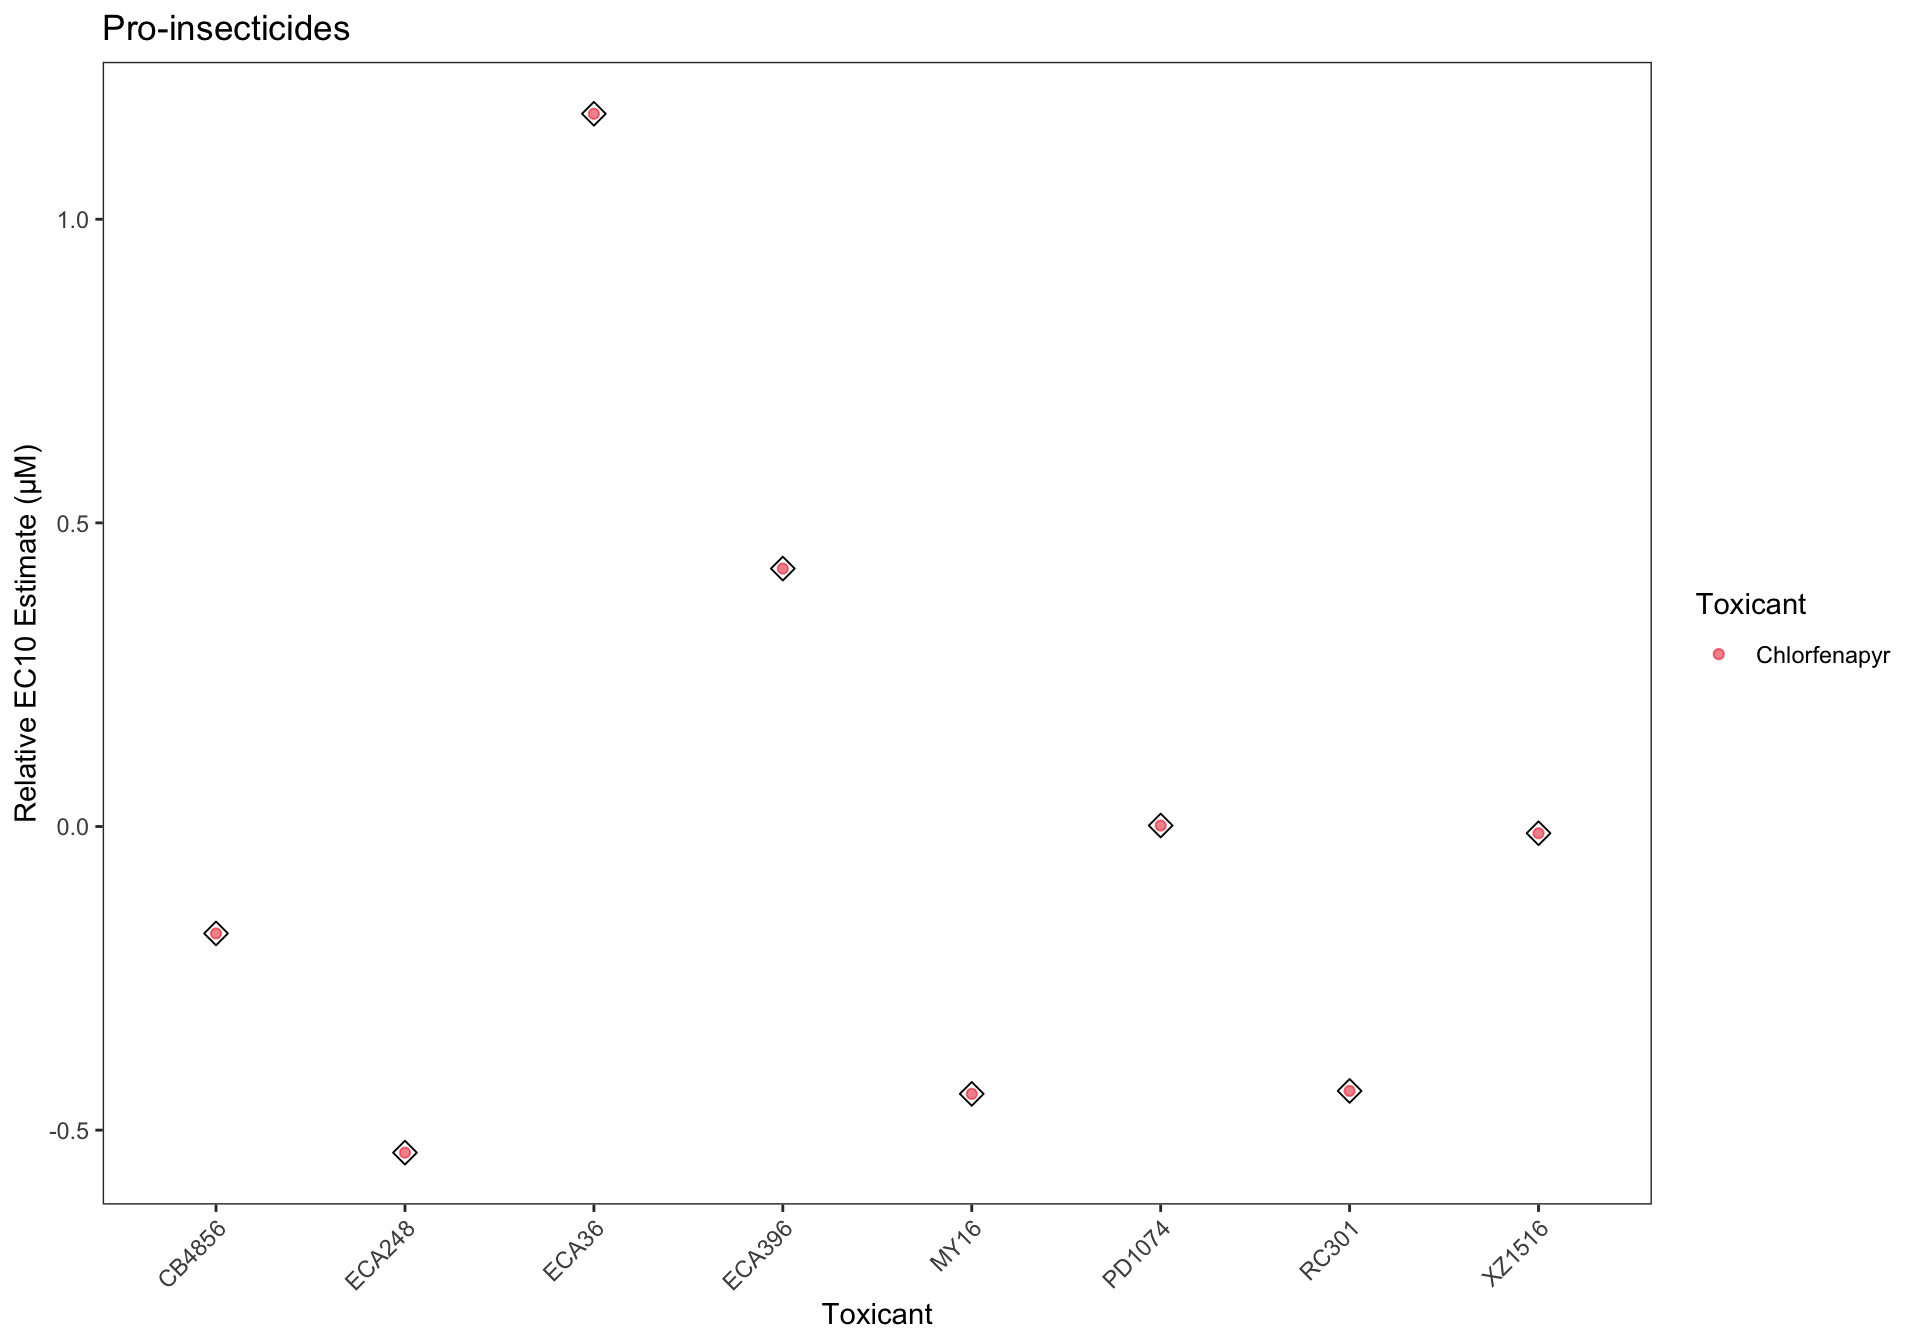 Pro-insecticides
Relative EC10 Estimate (μM)
1.0
0.5
0.0
-0.5
CB4856
ECA248
ECA36
ECA396
MY16
PD1074
RC301
XZ1516
Toxicant
Toxicant
Chlorfenapyr